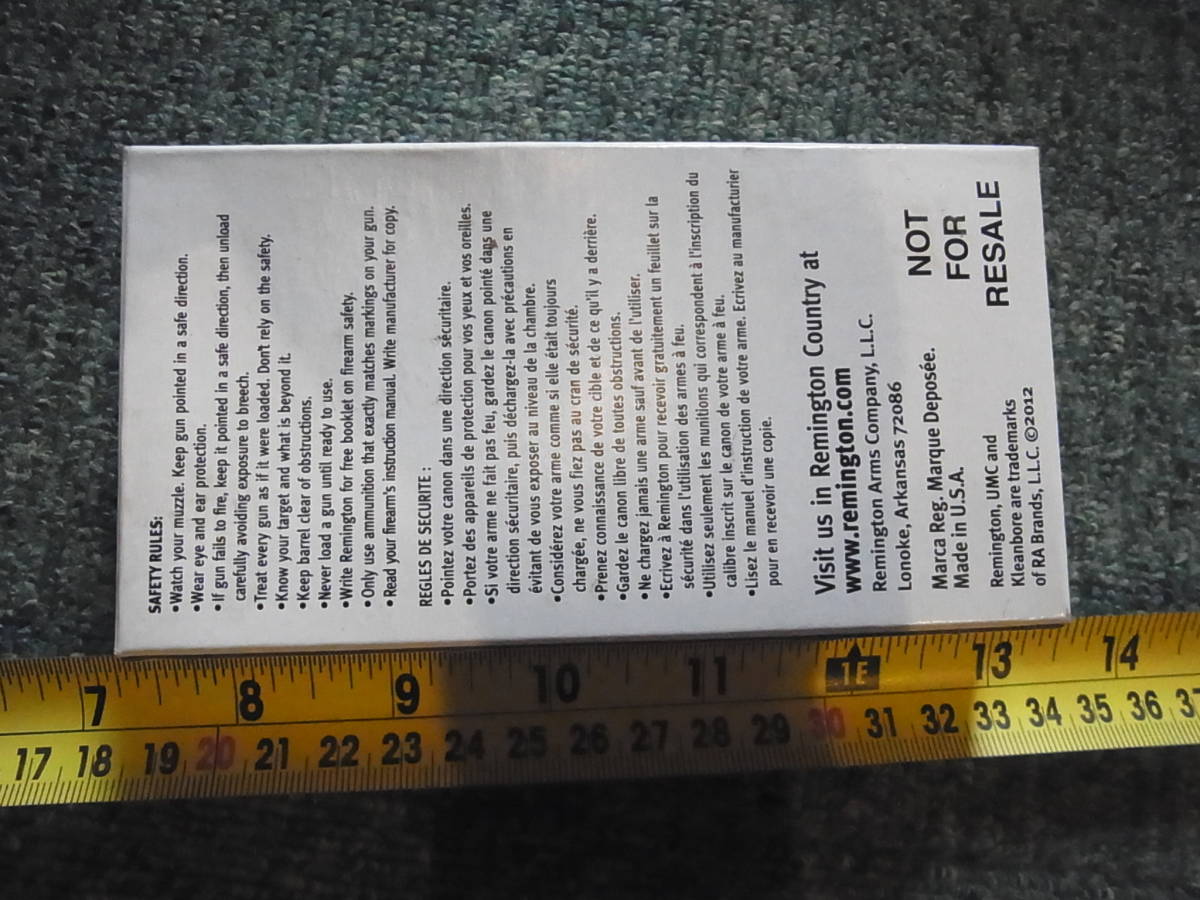 SAFETY RULES:
•Watch your muzzle. Keep gun pointed in a safe direction.
•Wear eye and ear protection.
•If gun fails to fire, keep it pointed in a safe direction, then unload
carefully avoiding exposure to breech.
•Treat every gun as if it were loaded. Don't rely on the safety.
•Know your target and what is beyond it.
•Keep barrel clear of obstructions.
•Never load a gun until ready to use.
•Write Remington for free booklet on firearm safety.
•Only use ammunition that exactly matches markings on your gun.
•Read your firearm's instruction manual. Write manufacturer for copy.
REGLES DE SECURITE :
•Pointez votre canon dans une direction sécuritaire.
•Portez des appareils de protection pour vos yeux et vos oreilles.
•Si votre arme ne fait pas feu, gardez le canon pointé dans une
direction sécuritaire, puis déchargez-la avec précautions en
évitant de vous exposer au niveau de la chambre.
•Considérez votre arme comme si elle était toujours
chargée, ne vous fiez pas au cran de sécurité.
•Prenez connaissance de votre cible et de ce qu'il y a derrière.
•Gardez le canon libre de toutes obstructions.
•Ne chargez jamais une arme sauf avant de l'utiliser.
•Ecrivez à Remington pour recevoir gratuitement un feuillet sur la
sécurité dans l'utilisation des armes à feu.
•Utilisez seulement les munitions qui correspondent à l'inscription du
calibre inscrit sur le canon de votre arme à feu.
•Lisez le manuel d'instruction de votre arme. Ecrivez au manufacturier
pour en recevoir une copie.
Visit us in Remington Country at
www.remington.com
Remington Arms Company, L.L.C.
Lonoke, Arkansas 72086
Marca Reg. Marque Deposée.
Made in U.S.A.
Remington, UMC and
Kleanbore are trademarks
of RA Brands, L.L.C. ©2012
NOT
FOR
RESALE
7 8 9 10 11 1F 13 14
17 18 19 20 21 22 23 24 25 26 27 28 29 30 31 32 33 34 35 36